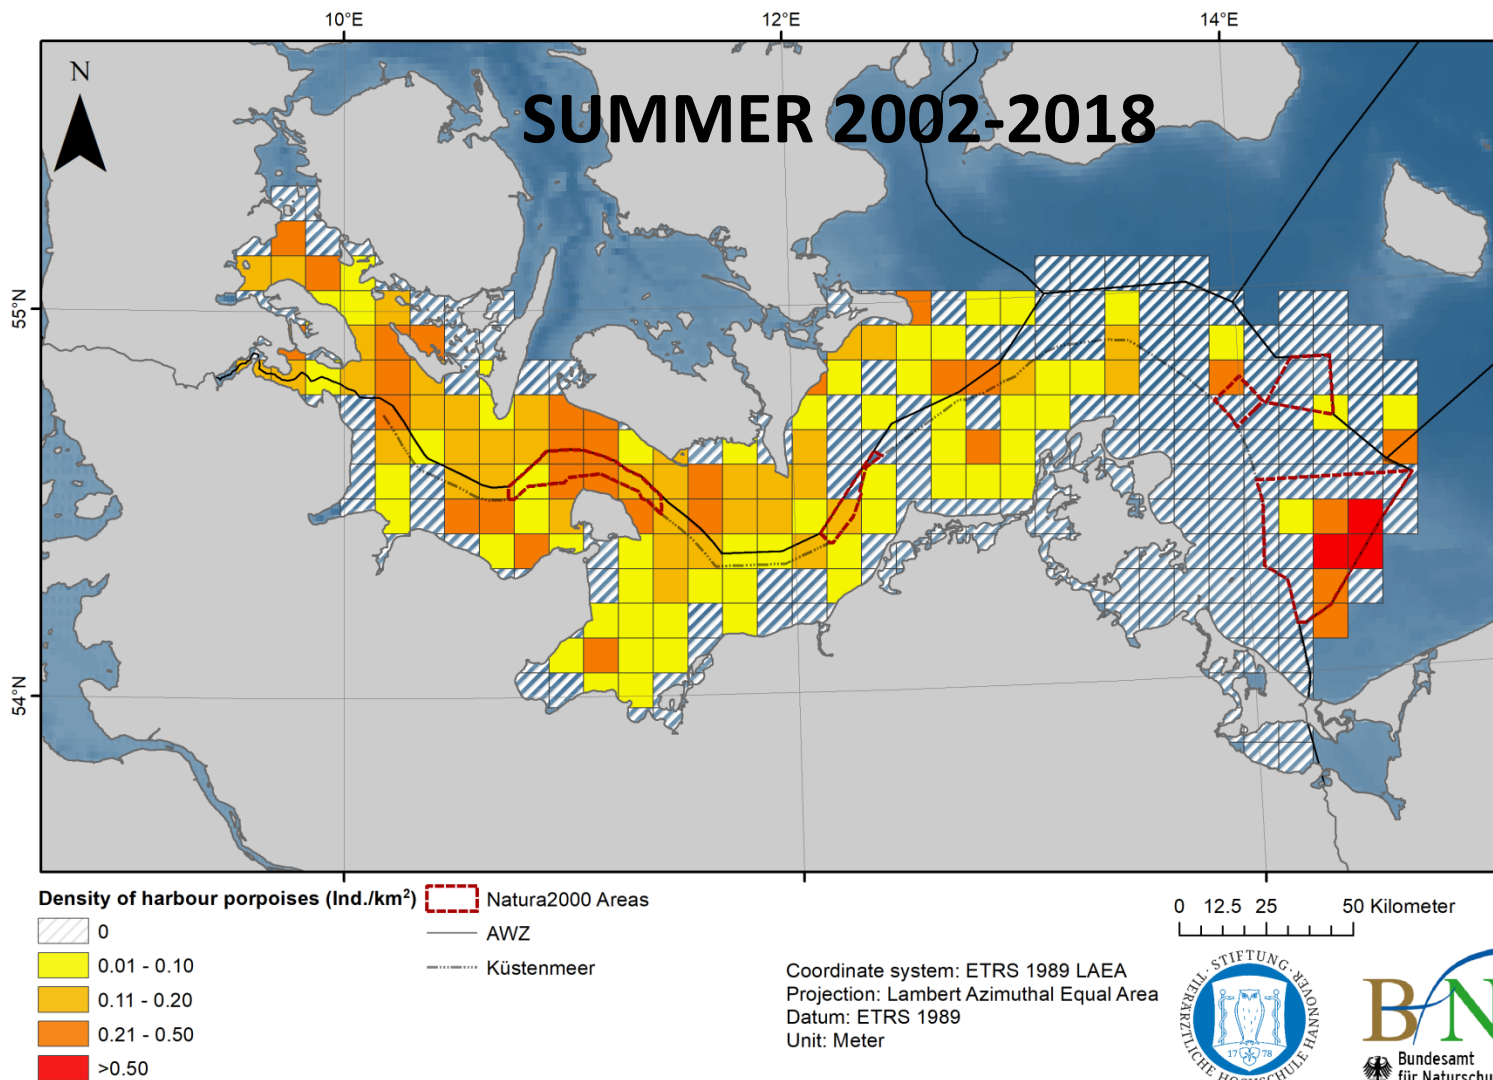 10°E
12°E
14°E
N
SUMMER 2002-2018
55°N
54°N
Density of harbour porpoises (Ind./km²)
0
0.01 - 0.10
0.11 - 0.20
0.21 - 0.50
>0.50
Natura2000 Areas
AWZ
Küstenmeer
Coordinate system: ETRS 1989 LAEA
Projection: Lambert Azimuthal Equal Area
Datum: ETRS 1989
Unit: Meter
0 12.5 25 50 Kilometer
STIFTUNG · TIERÄRZTLICHE HOCHSCHULE HANNOVER
17 78
BfN
Bundesamt
für Naturschu